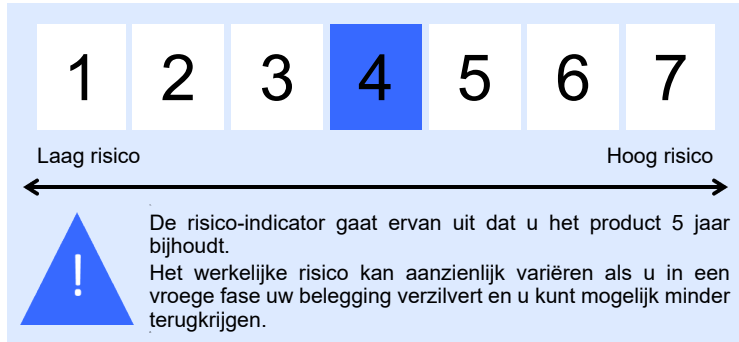 1 2 3 4 5 6 7
Laag risico Hoog risico
De risico-indicator gaat ervan uit dat u het product 5 jaar
bijhoudt.
Het werkelijke risico kan aanzienlijk variëren als u in een
vroege fase uw belegging verzilvert en u kunt mogelijk minder
terugkrijgen.
!